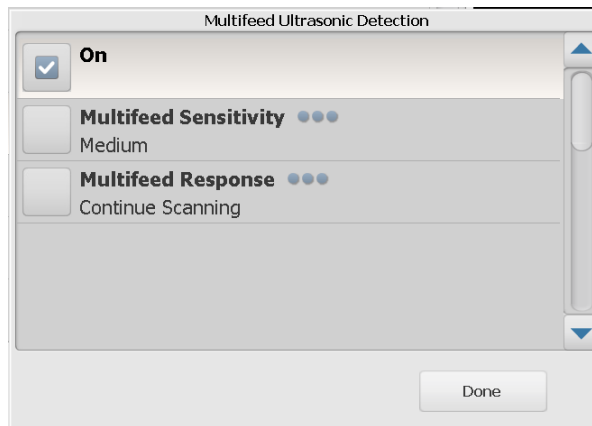 Multifeed Ultrasonic Detection
On
Multifeed Sensitivity
Medium
Multifeed Response
Continue Scanning
Done